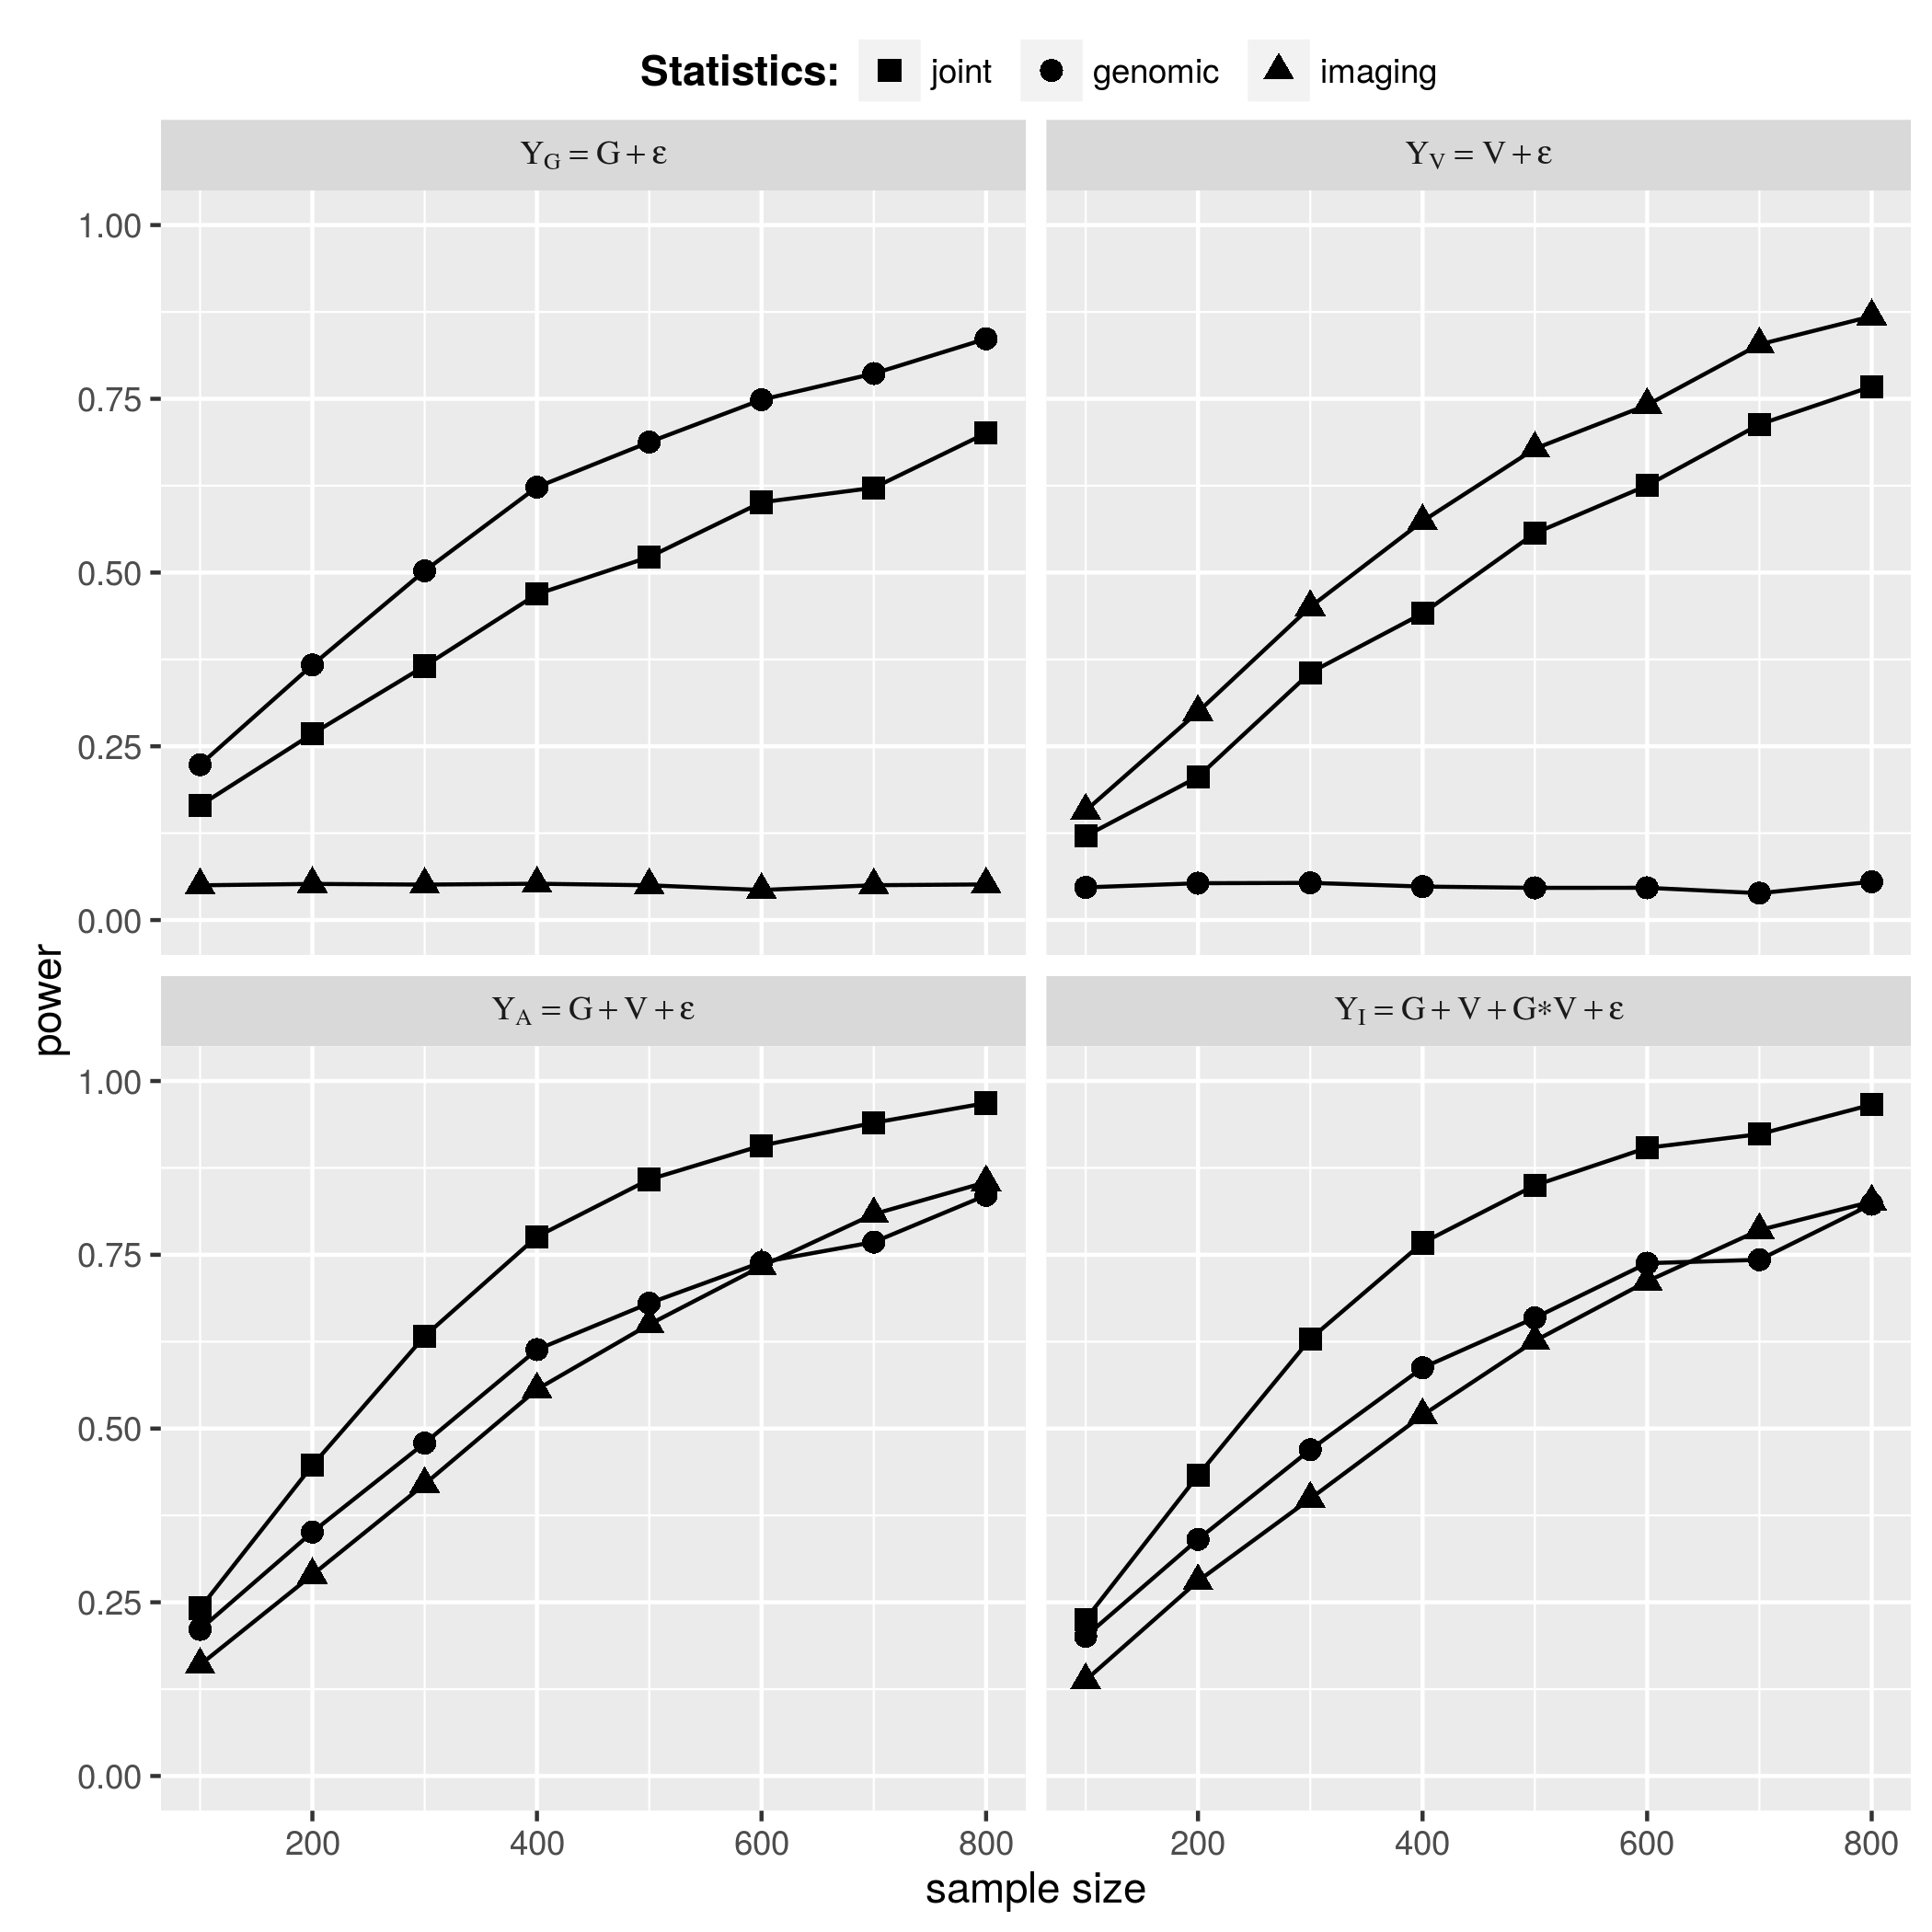 Statistics: joint genomic imaging
Y_G = G + ε
Y_V = V + ε
1.00
0.75
0.50
0.25
0.00
power
Y_A = G + V + ε
Y_I = G + V + G*V + ε
1.00
0.75
0.50
0.25
0.00
200 400 600 800
200 400 600 800
sample size